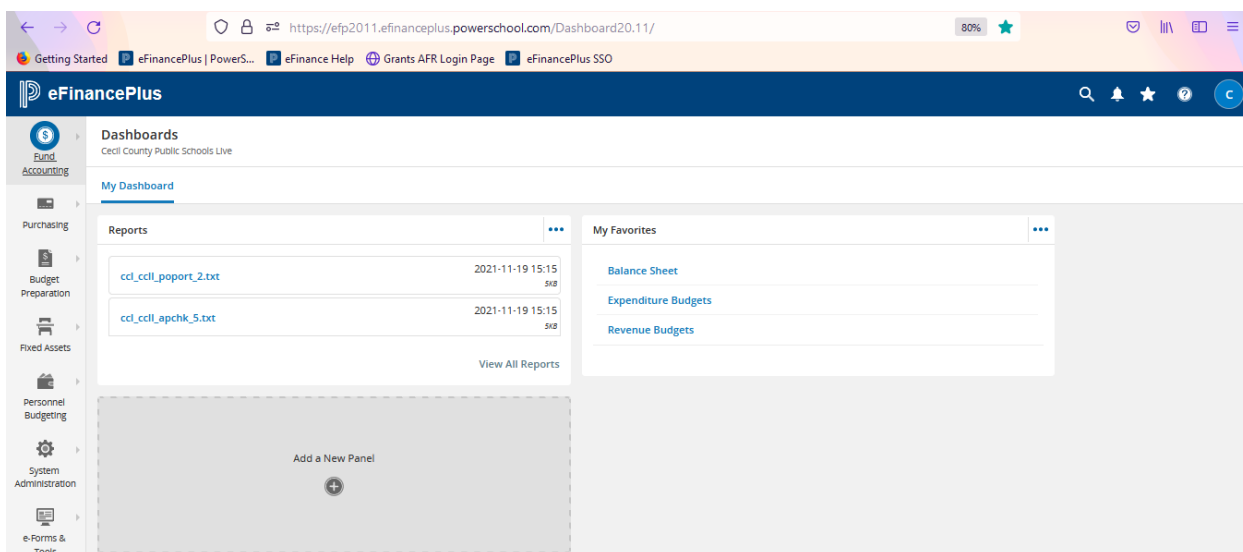 https://efp2011.efinanceplus.powerschool.com/Dashboard20.11/ 80%
Getting Started eFinancePlus | PowerS... eFinance Help Grants AFR Login Page eFinancePlus SSO
eFinancePlus C
Dashboards
Cecil County Public Schools Live
My Dashboard
Fund
Accounting
Purchasing
Budget
Preparation
Fixed Assets
Personnel
Budgeting
System
Administration
e-Forms &
Tools
Reports
ccl_ccll_poport_2.txt 2021-11-19 15:15
5KB
ccl_ccll_apchk_5.txt 2021-11-19 15:15
5KB
View All Reports
My Favorites
Balance Sheet
Expenditure Budgets
Revenue Budgets
Add a New Panel